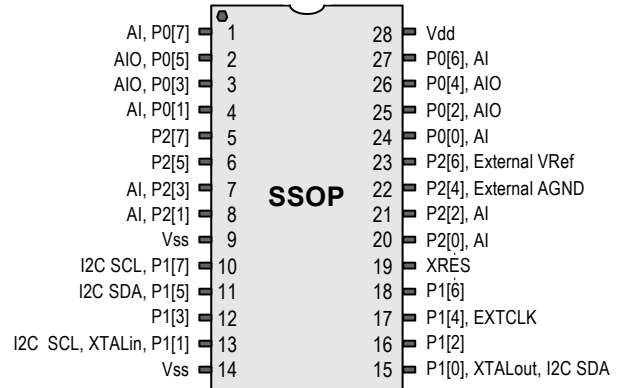 AI, P0[7] 1 28 Vdd
AIO, P0[5] 2 27 P0[6], AI
AIO, P0[3] 3 26 P0[4], AIO
AI, P0[1] 4 25 P0[2], AIO
P2[7] 5 24 P0[0], AI
P2[5] 6 23 P2[6], External VRef
AI, P2[3] 7 SSOP 22 P2[4], External AGND
AI, P2[1] 8 21 P2[2], AI
Vss 9 20 P2[0], AI
I2C SCL, P1[7] 10 19 XRES
I2C SDA, P1[5] 11 18 P1[6]
P1[3] 12 17 P1[4], EXTCLK
I2C SCL, XTALin, P1[1] 13 16 P1[2]
Vss 14 15 P1[0], XTALout, I2C SDA